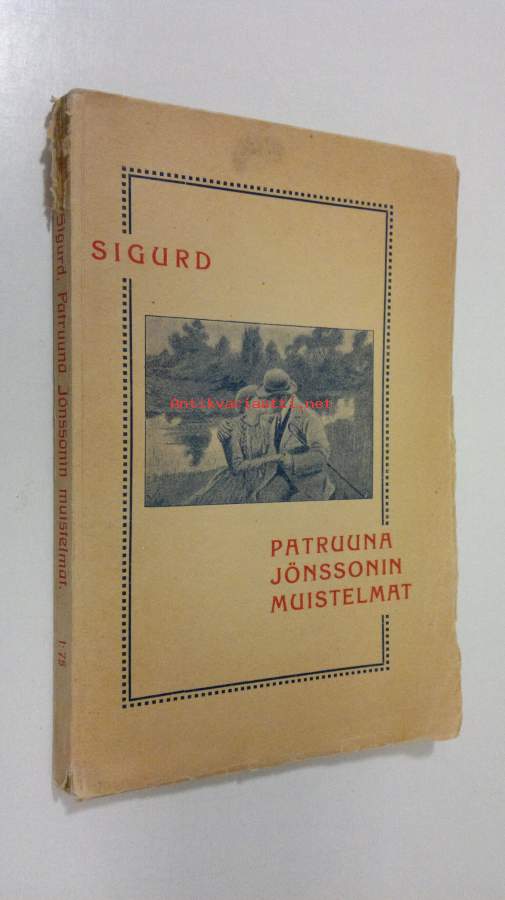 SIGURD
Antikvariaatti.net
PATRUUNA
JÖNSSONIN
MUISTELMAT
Sigurd, Patruuna Jönssonin muistelmat. 1:75